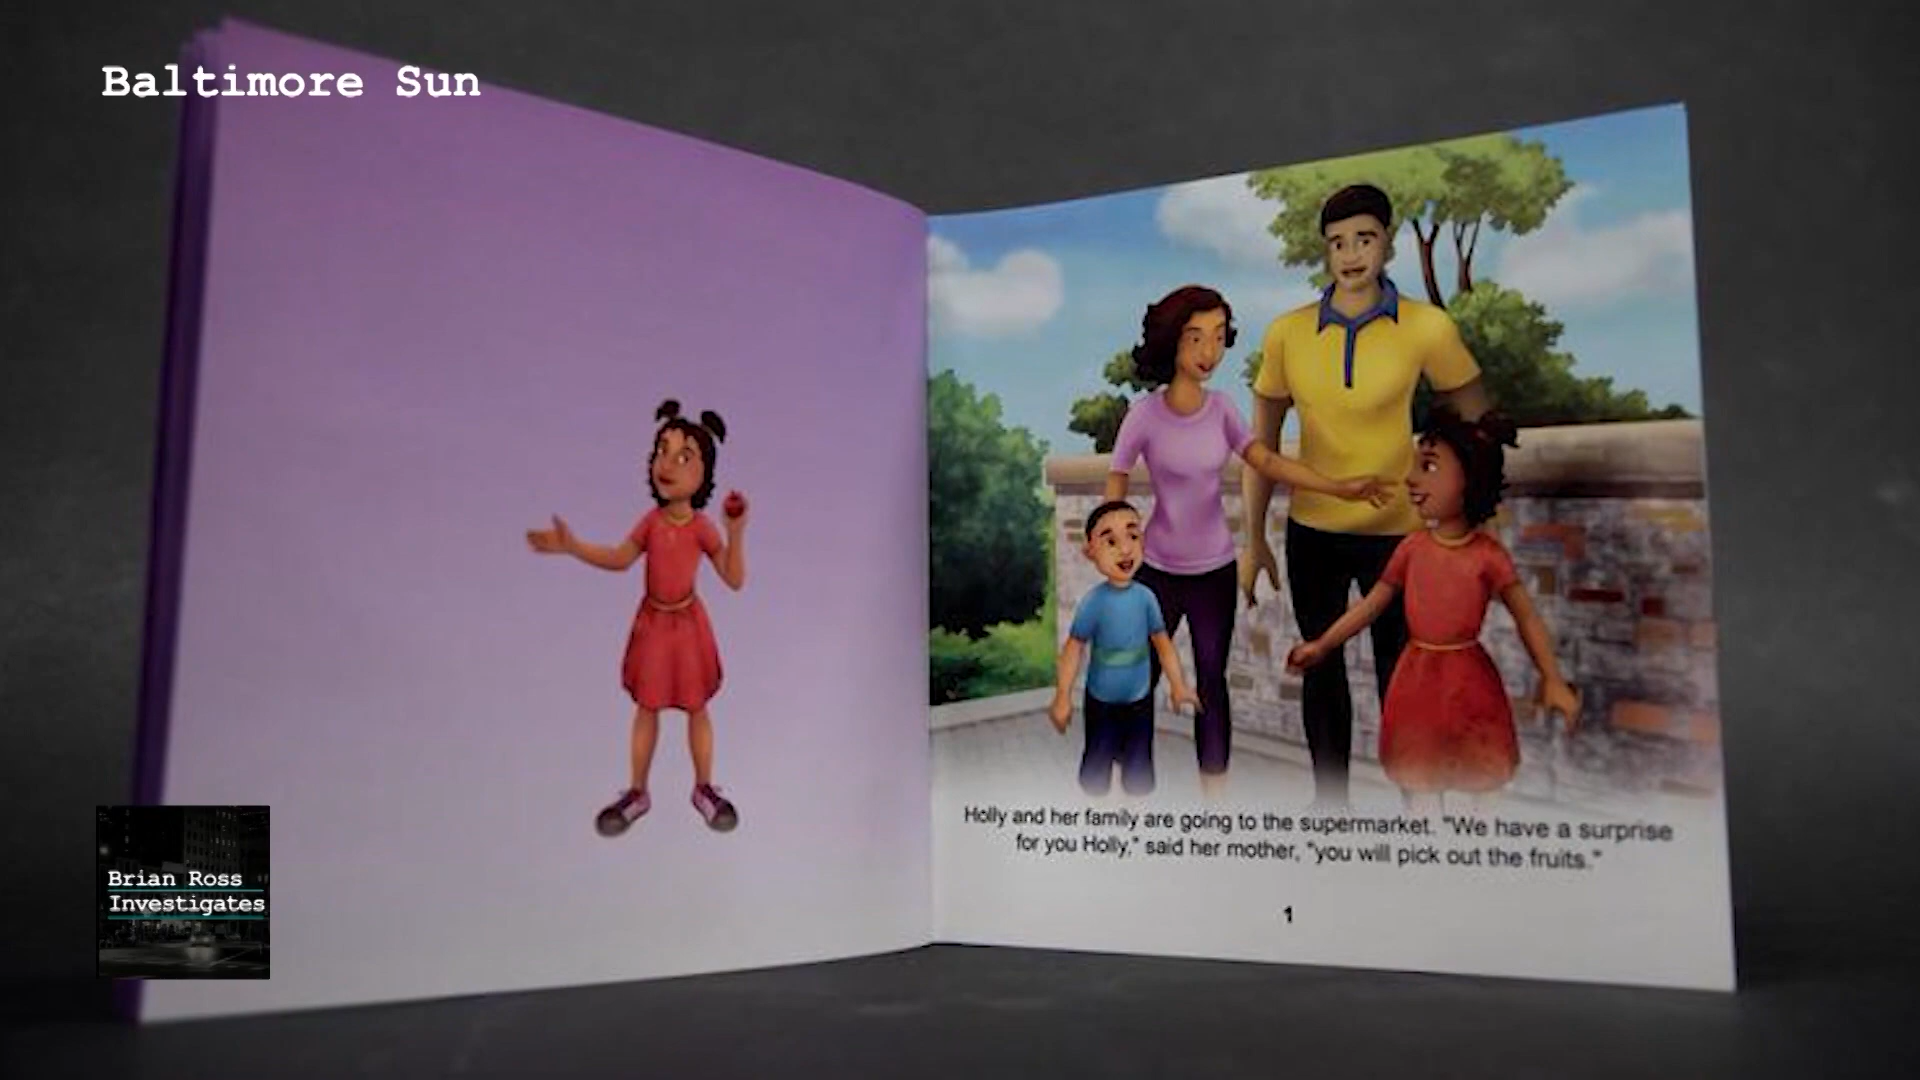 Baltimore Sun
Holly and her family are going to the supermarket. "We have a surprise
for you Holly," said her mother, "you will pick out the fruits."
1
Brian Ross
Investigates